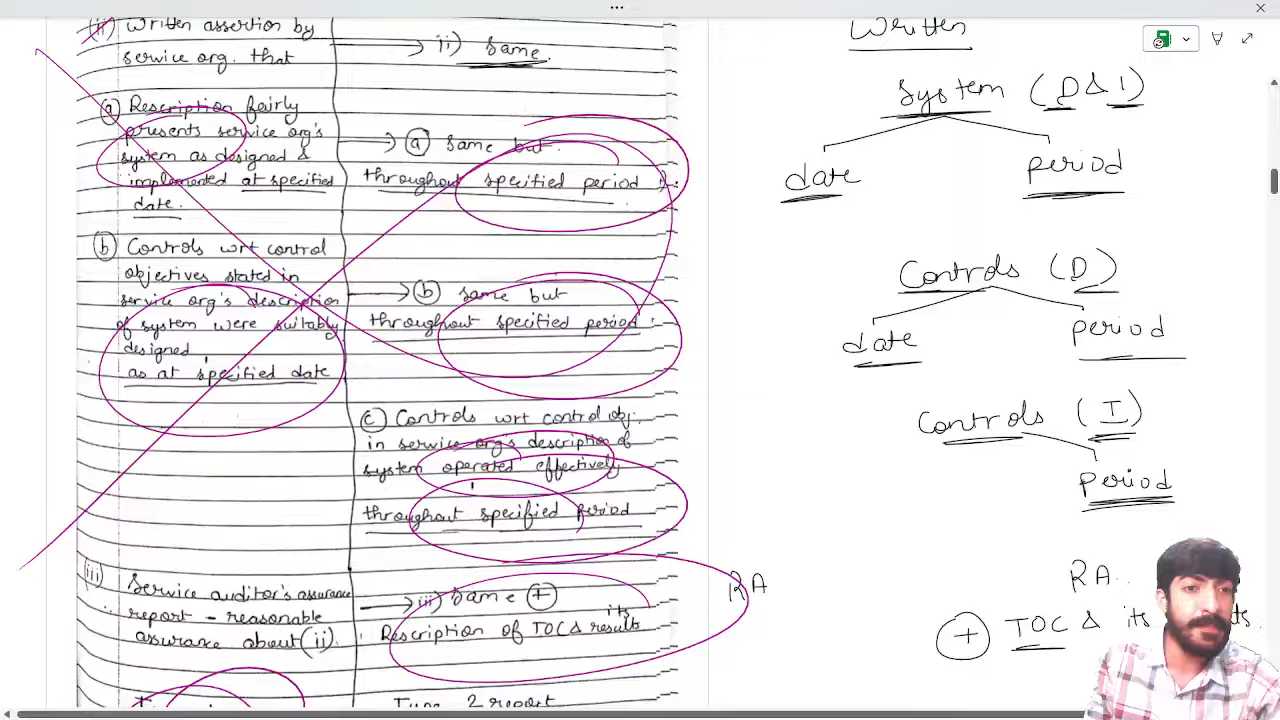 (ii) Written assertion by
service org. that
ii) Same.
(a) Description fairly
presents service org's
system as designed &
implemented at specified
date.
(a) same but
throughout specified period
(b) Controls wrt control
objectives stated in
service org's description
of system were suitably
designed
as at specified date
(b) same but
throughout specified period
(c) Controls wrt control obj.
in service org's description of
system operated effectively
throughout specified period
(iii) Service auditor's assurance
report - reasonable
assurance about (ii).
iii) Same (+)
Description of TOC & its results
2 report
RA
Written
System (D & I)
date period
Controls (D)
date period
Controls (I)
period
RA..
(+) TOC & its